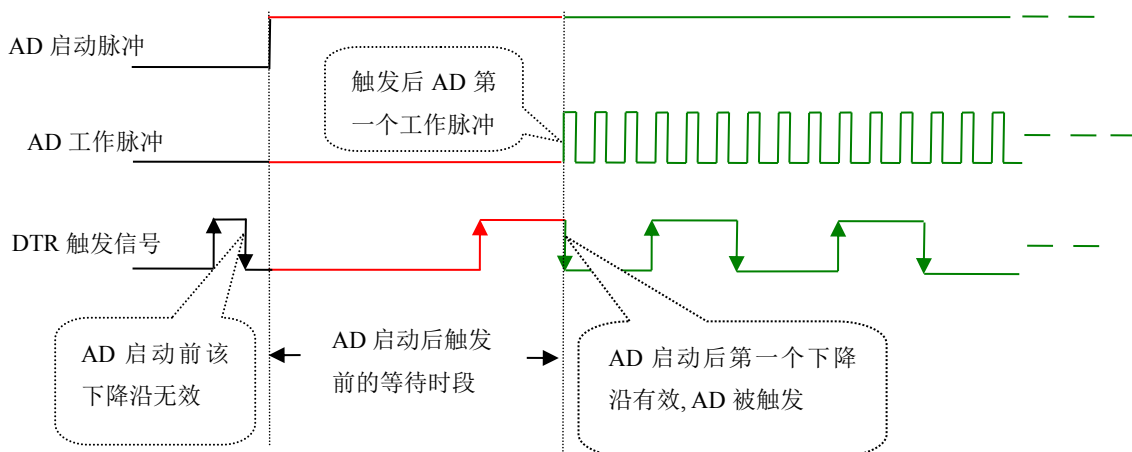 AD 启动脉冲
触发后 AD 第
一个工作脉冲
AD 工作脉冲
DTR 触发信号
AD 启动前该
下降沿无效
AD 启动后触发
前的等待时段
AD 启动后第一个下降
沿有效, AD 被触发